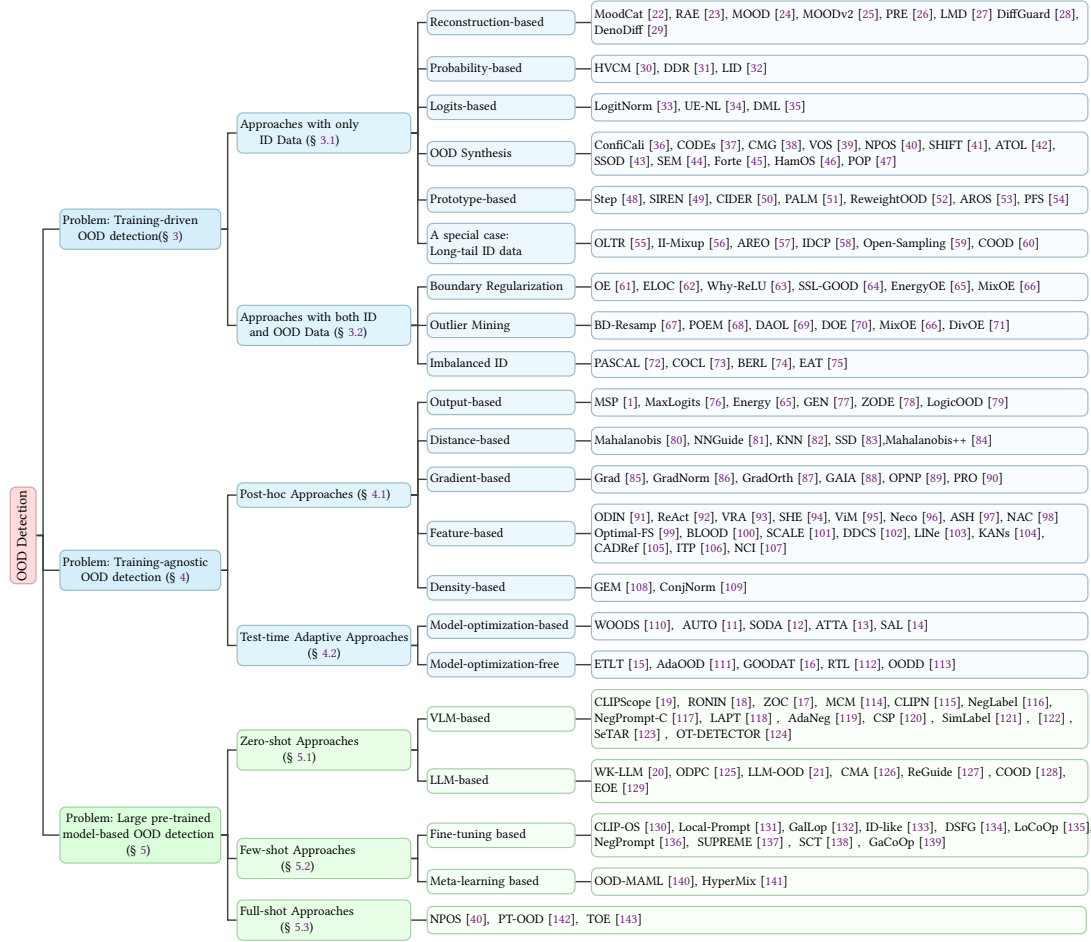 OOD Detection
Problem: Training-driven
OOD detection(§ 3)
Approaches with only
ID Data (§ 3.1)
Reconstruction-based
MoodCat [22], RAE [23], MOOD [24], MOODv2 [25], PRE [26], LMD [27] DiffGuard [28],
DenoDiff [29]
Probability-based
HVCM [30], DDR [31], LID [32]
Logits-based
LogitNorm [33], UE-NL [34], DML [35]
OOD Synthesis
ConfiCali [36], CODEs [37], CMG [38], VOS [39], NPOS [40], SHIFT [41], ATOL [42],
SSOD [43], SEM [44], Forte [45], HamOS [46], POP [47]
Prototype-based
Step [48], SIREN [49], CIDER [50], PALM [51], ReweightOOD [52], AROS [53], PFS [54]
A special case:
Long-tail ID data
OLTR [55], II-Mixup [56], AREO [57], IDCP [58], Open-Sampling [59], COOD [60]
Approaches with both ID
and OOD Data (§ 3.2)
Boundary Regularization
OE [61], ELOC [62], Why-ReLU [63], SSL-GOOD [64], EnergyOE [65], MixOE [66]
Outlier Mining
BD-Resamp [67], POEM [68], DAOL [69], DOE [70], MixOE [66], DivOE [71]
Imbalanced ID
PASCAL [72], COCL [73], BERL [74], EAT [75]
Problem: Training-agnostic
OOD detection (§ 4)
Post-hoc Approaches (§ 4.1)
Output-based
MSP [1], MaxLogits [76], Energy [65], GEN [77], ZODE [78], LogicOOD [79]
Distance-based
Mahalanobis [80], NNGuide [81], KNN [82], SSD [83],Mahalanobis++ [84]
Gradient-based
Grad [85], GradNorm [86], GradOrth [87], GAIA [88], OPNP [89], PRO [90]
Feature-based
ODIN [91], ReAct [92], VRA [93], SHE [94], ViM [95], Neco [96], ASH [97], NAC [98]
Optimal-FS [99], BLOOD [100], SCALE [101], DDCS [102], LINe [103], KANs [104],
CADRef [105], ITP [106], NCI [107]
Density-based
GEM [108], ConjNorm [109]
Test-time Adaptive Approaches
(§ 4.2)
Model-optimization-based
WOODS [110], AUTO [11], SODA [12], ATTA [13], SAL [14]
Model-optimization-free
ETLT [15], AdaOOD [111], GOODAT [16], RTL [112], OODD [113]
Problem: Large pre-trained
model-based OOD detection
(§ 5)
Zero-shot Approaches
(§ 5.1)
VLM-based
CLIPScope [19], RONIN [18], ZOC [17], MCM [114], CLIPN [115], NegLabel [116],
NegPrompt-C [117], LAPT [118] , AdaNeg [119], CSP [120] , SimLabel [121] , [122] ,
SeTAR [123] , OT-DETECTOR [124]
LLM-based
WK-LLM [20], ODPC [125], LLM-OOD [21], CMA [126], ReGuide [127] , COOD [128],
EOE [129]
Few-shot Approaches
(§ 5.2)
Fine-tuning based
CLIP-OS [130], Local-Prompt [131], GalLop [132], ID-like [133], DSFG [134], LoCoOp [135],
NegPrompt [136], SUPREME [137] , SCT [138] , GaCoOp [139]
Meta-learning based
OOD-MAML [140], HyperMix [141]
Full-shot Approaches
(§ 5.3)
NPOS [40], PT-OOD [142], TOE [143]